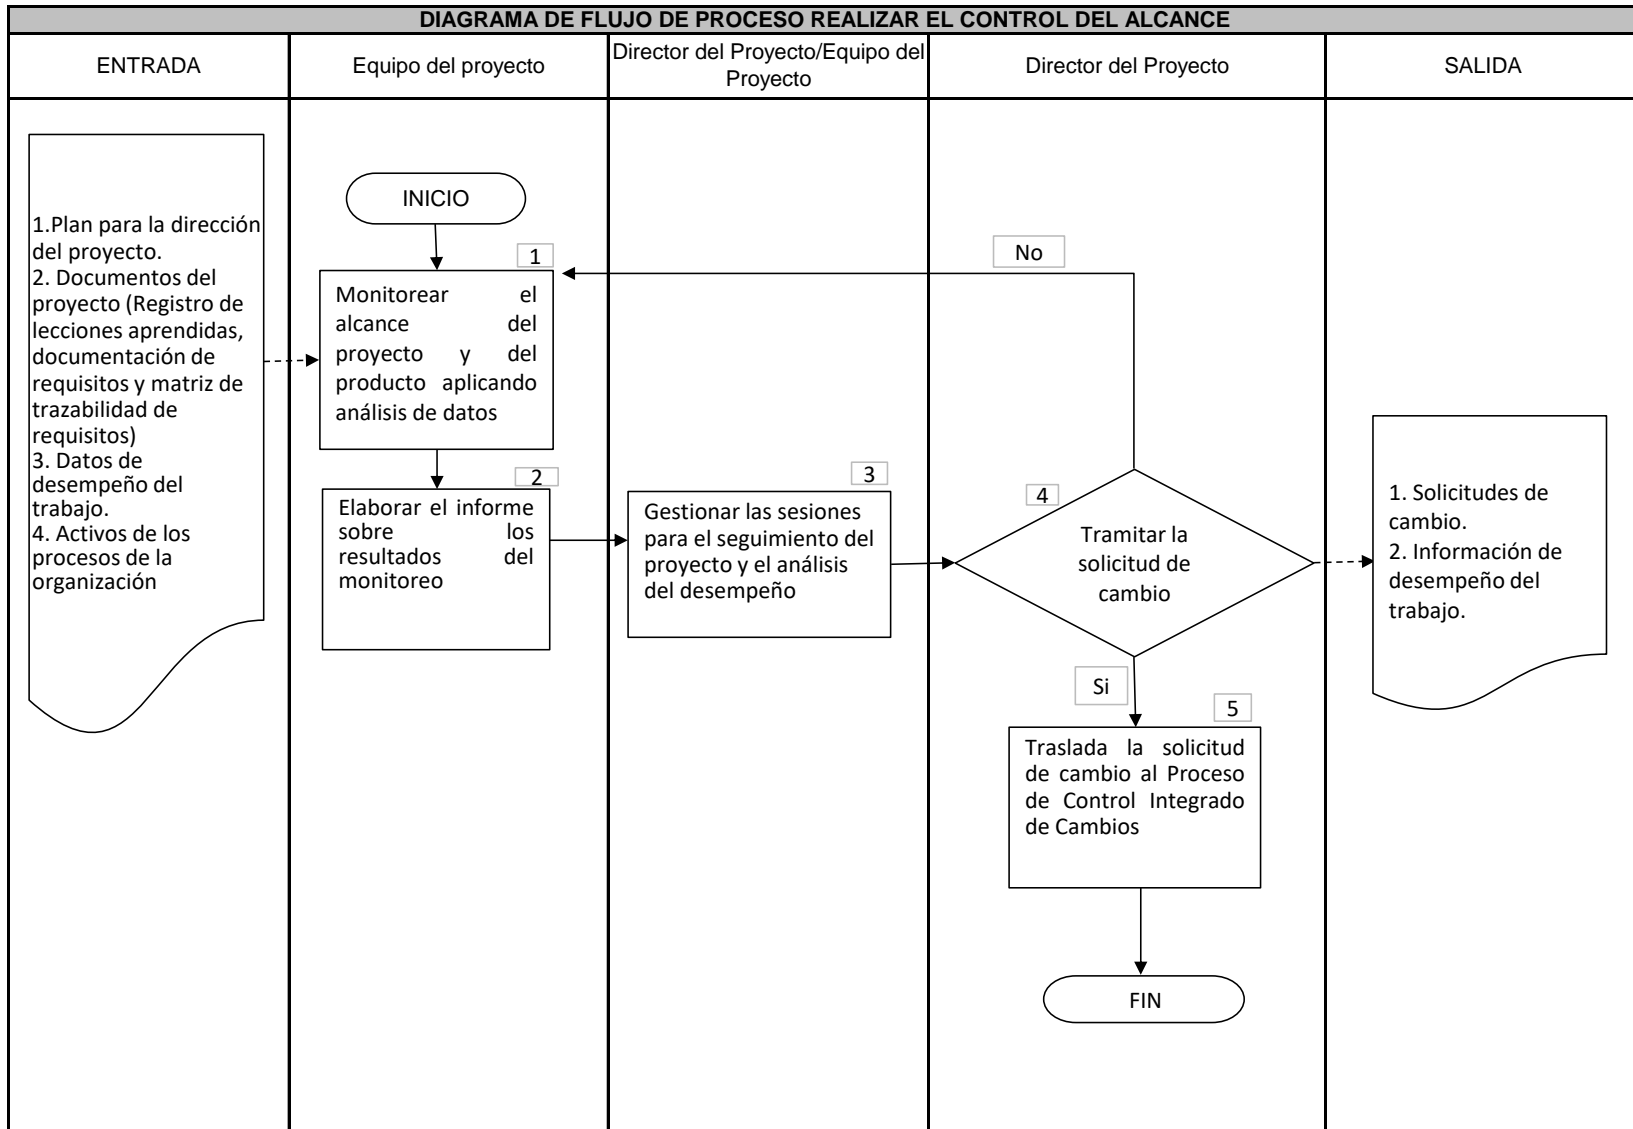 DIAGRAMA DE FLUJO DE PROCESO REALIZAR EL CONTROL DEL ALCANCE
ENTRADA
Equipo del proyecto
Director del Proyecto/Equipo del
Proyecto
Director del Proyecto
SALIDA
1.Plan para la dirección
del proyecto.
2. Documentos del
proyecto (Registro de
lecciones aprendidas,
documentación de
requisitos y matriz de
trazabilidad de
requisitos)
3. Datos de
desempeño del
trabajo.
4. Activos de los
procesos de la
organización
INICIO
1
Monitorear el
alcance del
proyecto y del
producto aplicando
análisis de datos
2
Elaborar el informe
sobre los
resultados del
monitoreo
3
Gestionar las sesiones
para el seguimiento del
proyecto y el análisis
del desempeño
No
4
Tramitar la
solicitud de
cambio
Si
5
Traslada la solicitud
de cambio al Proceso
de Control Integrado
de Cambios
FIN
1. Solicitudes de
cambio.
2. Información de
desempeño del
trabajo.